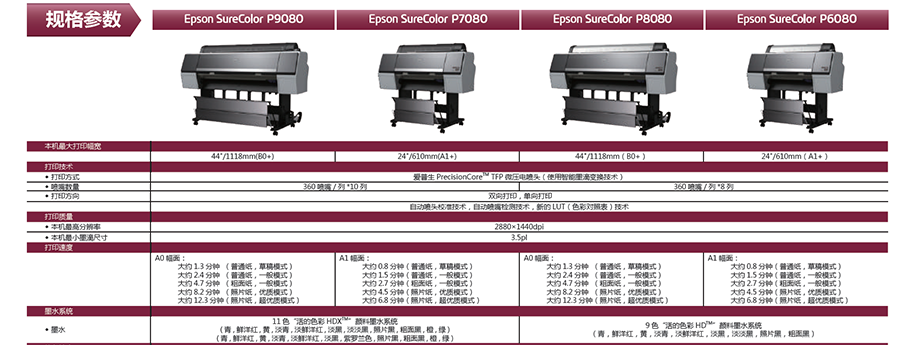 规格参数
Epson SureColor P9080 Epson SureColor P7080 Epson SureColor P8080 Epson SureColor P6080
本机最大打印幅宽
44"/1118mm(B0+) 24"/610mm(A1+) 44"/1118mm（B0+） 24"/610mm（A1+）
打印技术
• 打印方式 爱普生 PrecisionCore™ TFP 微压电喷头（使用智能墨滴变换技术）
• 喷嘴数量 360 喷嘴 / 列 *10 列 360 喷嘴 / 列 *8 列
• 打印方向 双向打印，单向打印
自动喷头校准技术，自动喷嘴检测技术，新的 LUT（色彩对照表）技术
打印质量
• 本机最高分辨率 2880×1440dpi
• 本机最小墨滴尺寸 3.5pl
打印速度
A0 幅面： A1 幅面： A0 幅面： A1 幅面：
大约 1.3 分钟 （普通纸，草稿模式） 大约 0.8 分钟（普通纸，草稿模式） 大约 1.3 分钟 （普通纸，草稿模式） 大约 0.8 分钟（普通纸，草稿模式）
大约 2.4 分钟 （普通纸，一般模式） 大约 1.5 分钟（普通纸，一般模式） 大约 2.4 分钟 （普通纸，一般模式） 大约 1.5 分钟（普通纸，一般模式）
大约 4.7 分钟 （粗面纸，一般模式） 大约 2.7 分钟（粗面纸，一般模式） 大约 4.7 分钟 （粗面纸，一般模式） 大约 2.7 分钟（粗面纸，一般模式）
大约 8.2 分钟 （照片纸，优质模式） 大约 4.5 分钟（照片纸，优质模式） 大约 8.2 分钟 （照片纸，优质模式） 大约 4.5 分钟（照片纸，优质模式）
大约 12.3 分钟（照片纸，超优质模式） 大约 6.8 分钟（照片纸，超优质模式） 大约 12.3 分钟（照片纸，超优质模式） 大约 6.8 分钟（照片纸，超优质模式）
墨水系统
• 墨水 11 色 “活的色彩 HDX™” 颜料墨水系统 9 色 “活的色彩 HD™” 颜料墨水系统
（青，鲜洋红，黄，淡青，淡鲜洋红，淡黑，淡淡黑，照片黑，粗面黑，橙，绿） （青，鲜洋红，黄，淡青，淡鲜洋红，淡黑，淡淡黑，照片黑，粗面黑）
（青，鲜洋红，黄，淡青，淡鲜洋红，淡黑，紫罗兰色，照片黑，粗面黑，橙，绿）